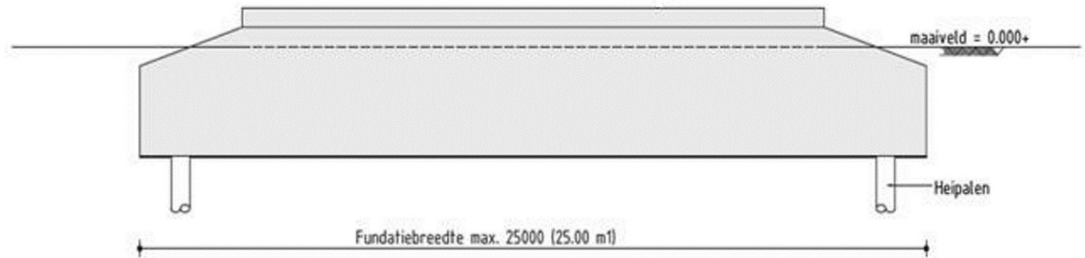 maaiveld = 0.000+
Heipalen
Fundatiebreedte max. 25000 (25.00 m1)